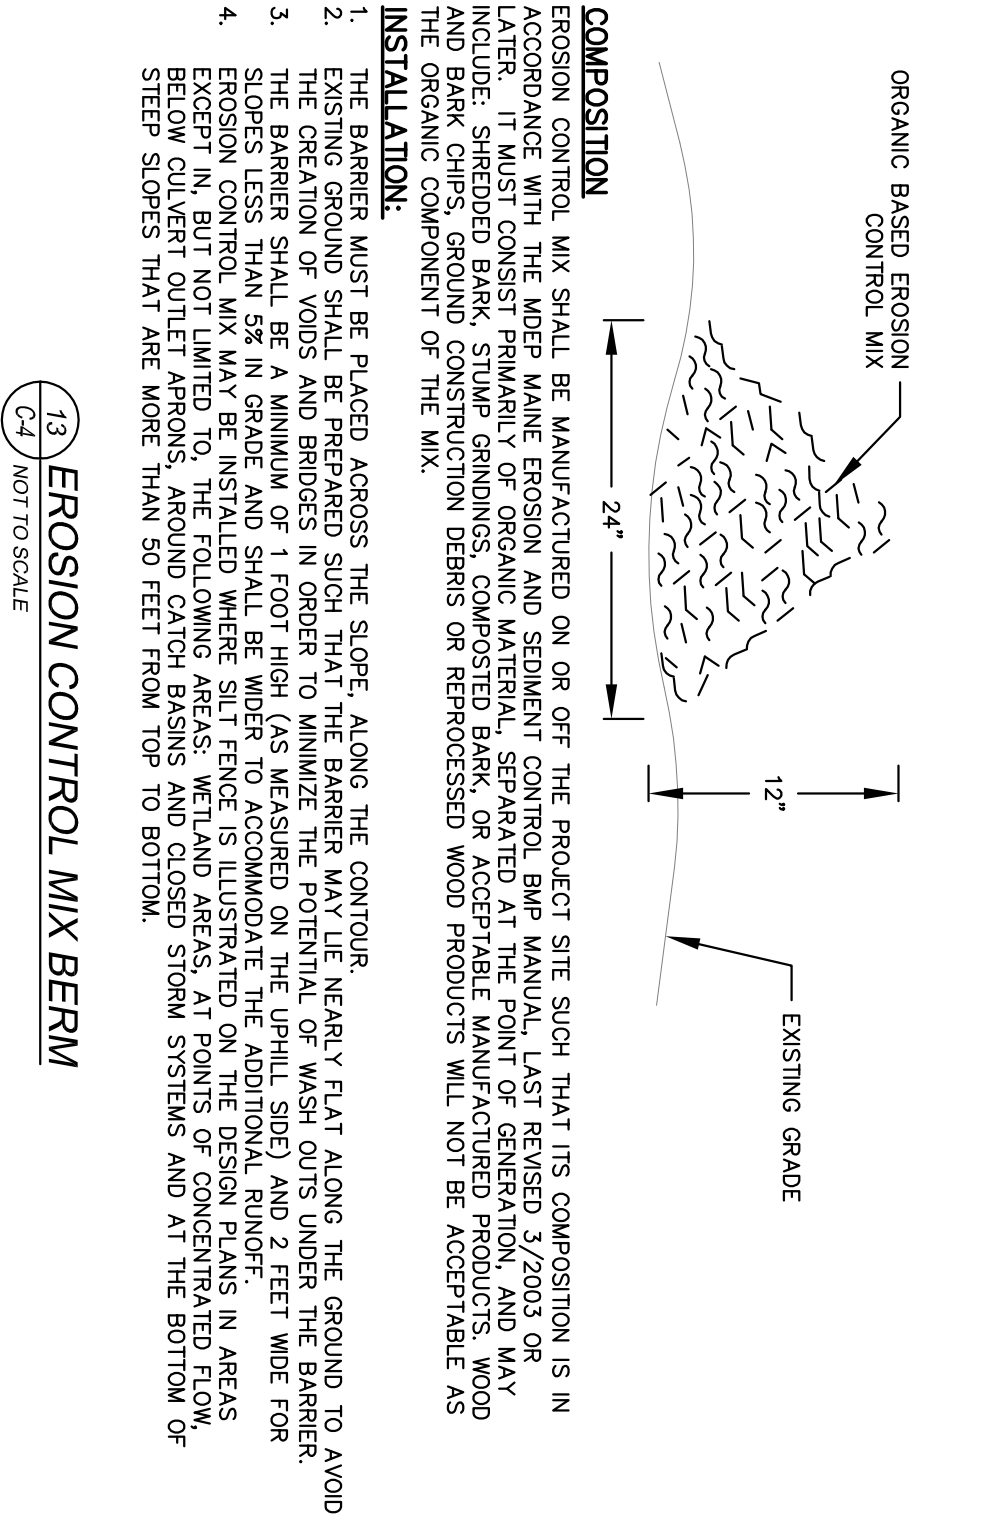 ORGANIC BASED EROSION
CONTROL MIX
24"
12"
EXISTING GRADE
COMPOSITION
EROSION CONTROL MIX SHALL BE MANUFACTURED ON OR OFF THE PROJECT SITE SUCH THAT ITS COMPOSITION IS IN
ACCORDANCE WITH THE MDEP MAINE EROSION AND SEDIMENT CONTROL BMP MANUAL, LAST REVISED 3/2003 OR
LATER. IT MUST CONSIST PRIMARILY OF ORGANIC MATERIAL, SEPARATED AT THE POINT OF GENERATION, AND MAY
INCLUDE: SHREDDED BARK, STUMP GRINDINGS, COMPOSTED BARK, OR ACCEPTABLE MANUFACTURED PRODUCTS. WOOD
AND BARK CHIPS, GROUND CONSTRUCTION DEBRIS OR REPROCESSED WOOD PRODUCTS WILL NOT BE ACCEPTABLE AS
THE ORGANIC COMPONENT OF THE MIX.
INSTALLATION:
1. THE BARRIER MUST BE PLACED ACROSS THE SLOPE, ALONG THE CONTOUR.
2. EXISTING GROUND SHALL BE PREPARED SUCH THAT THE BARRIER MAY LIE NEARLY FLAT ALONG THE GROUND TO AVOID
THE CREATION OF VOIDS AND BRIDGES IN ORDER TO MINIMIZE THE POTENTIAL OF WASH OUTS UNDER THE BARRIER.
3. THE BARRIER SHALL BE A MINIMUM OF 1 FOOT HIGH (AS MEASURED ON THE UPHILL SIDE) AND 2 FEET WIDE FOR
SLOPES LESS THAN 5% IN GRADE AND SHALL BE WIDER TO ACCOMMODATE THE ADDITIONAL RUNOFF.
4. EROSION CONTROL MIX MAY BE INSTALLED WHERE SILT FENCE IS ILLUSTRATED ON THE DESIGN PLANS IN AREAS
EXCEPT IN, BUT NOT LIMITED TO, THE FOLLOWING AREAS: WETLAND AREAS, AT POINTS OF CONCENTRATED FLOW,
BELOW CULVERT OUTLET APRONS, AROUND CATCH BASINS AND CLOSED STORM SYSTEMS AND AT THE BOTTOM OF
STEEP SLOPES THAT ARE MORE THAN 50 FEET FROM TOP TO BOTTOM.
13
C-4
EROSION CONTROL MIX BERM
NOT TO SCALE